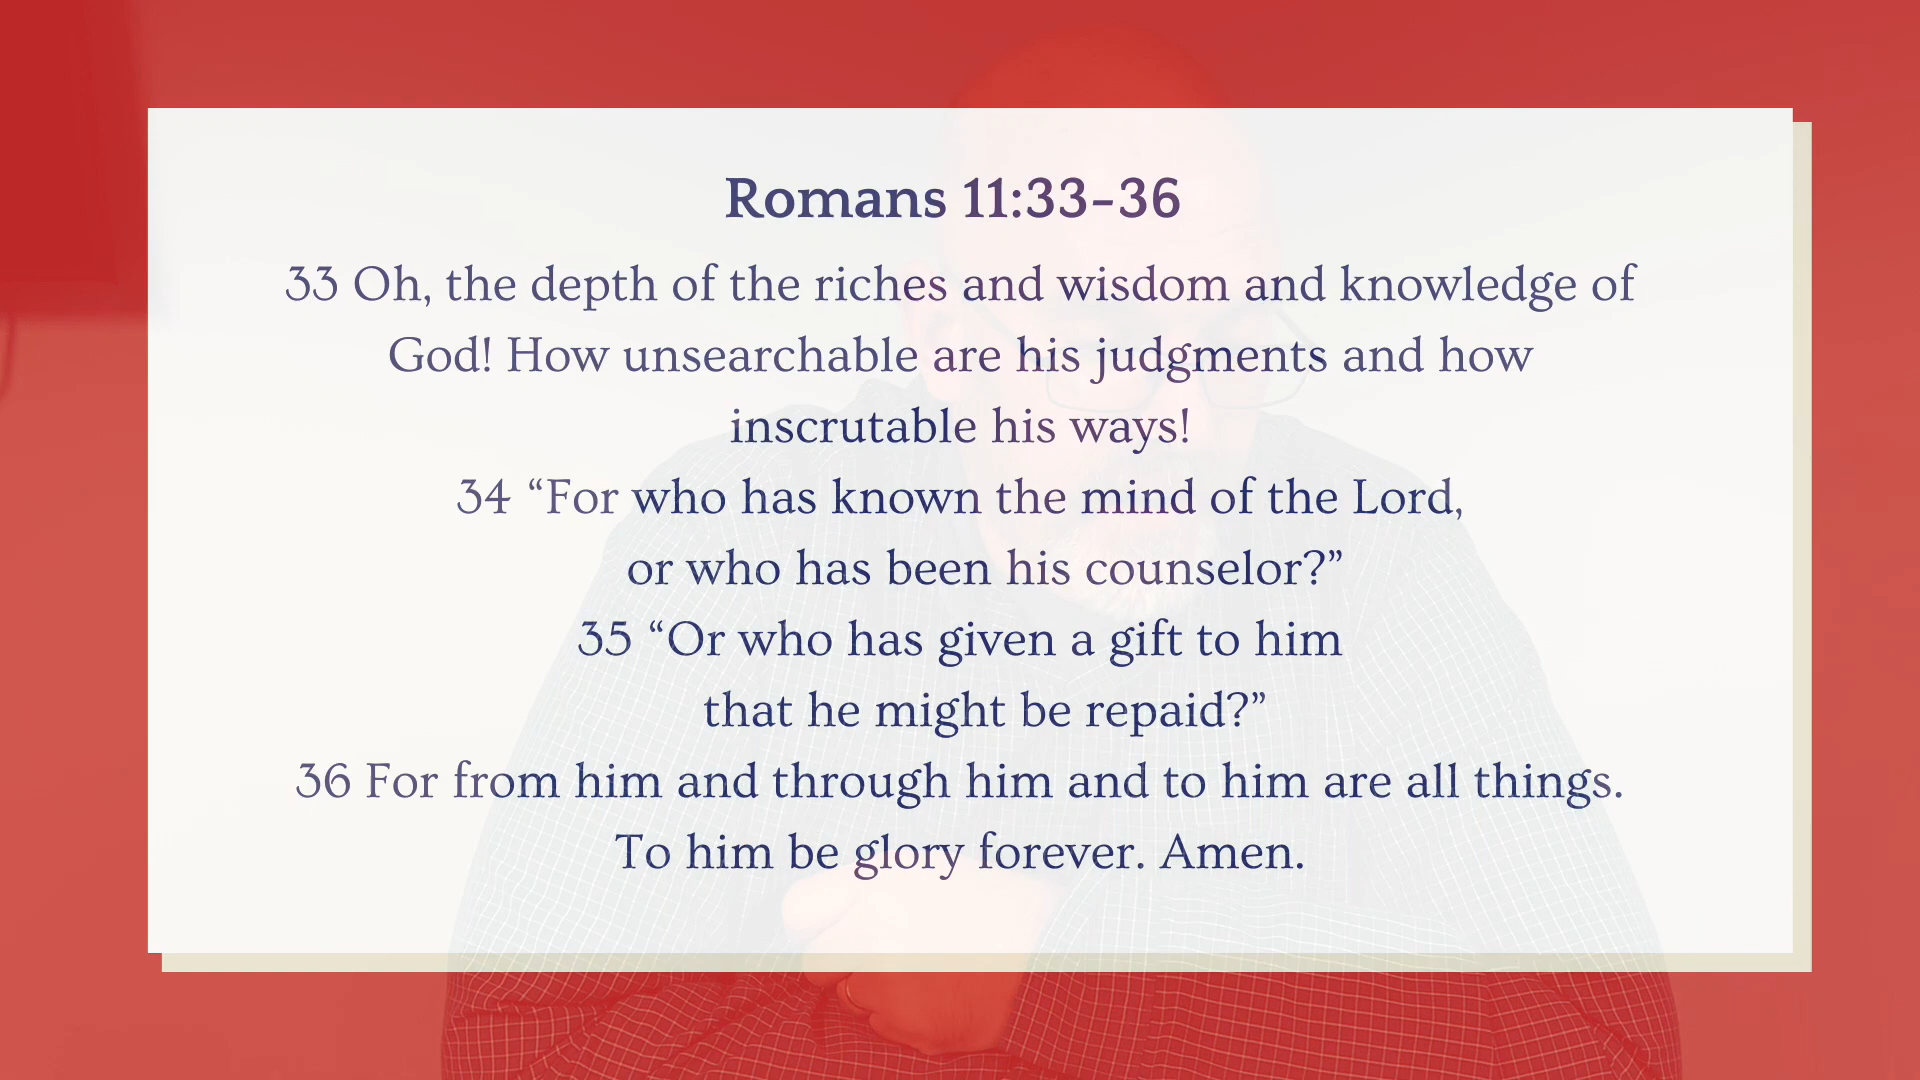 Romans 11:33-36
33 Oh, the depth of the riches and wisdom and knowledge of
God! How unsearchable are his judgments and how
inscrutable his ways!
34 “For who has known the mind of the Lord,
or who has been his counselor?”
35 “Or who has given a gift to him
that he might be repaid?”
36 For from him and through him and to him are all things.
To him be glory forever. Amen.